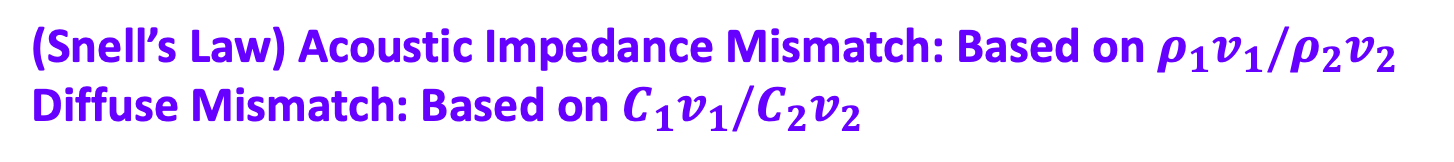 (Snell’s Law) Acoustic Impedance Mismatch: Based on 𝝆₁𝒗₁/𝝆₂𝒗₂
Diffuse Mismatch: Based on 𝑪₁𝒗₁/𝑪₂𝒗₂